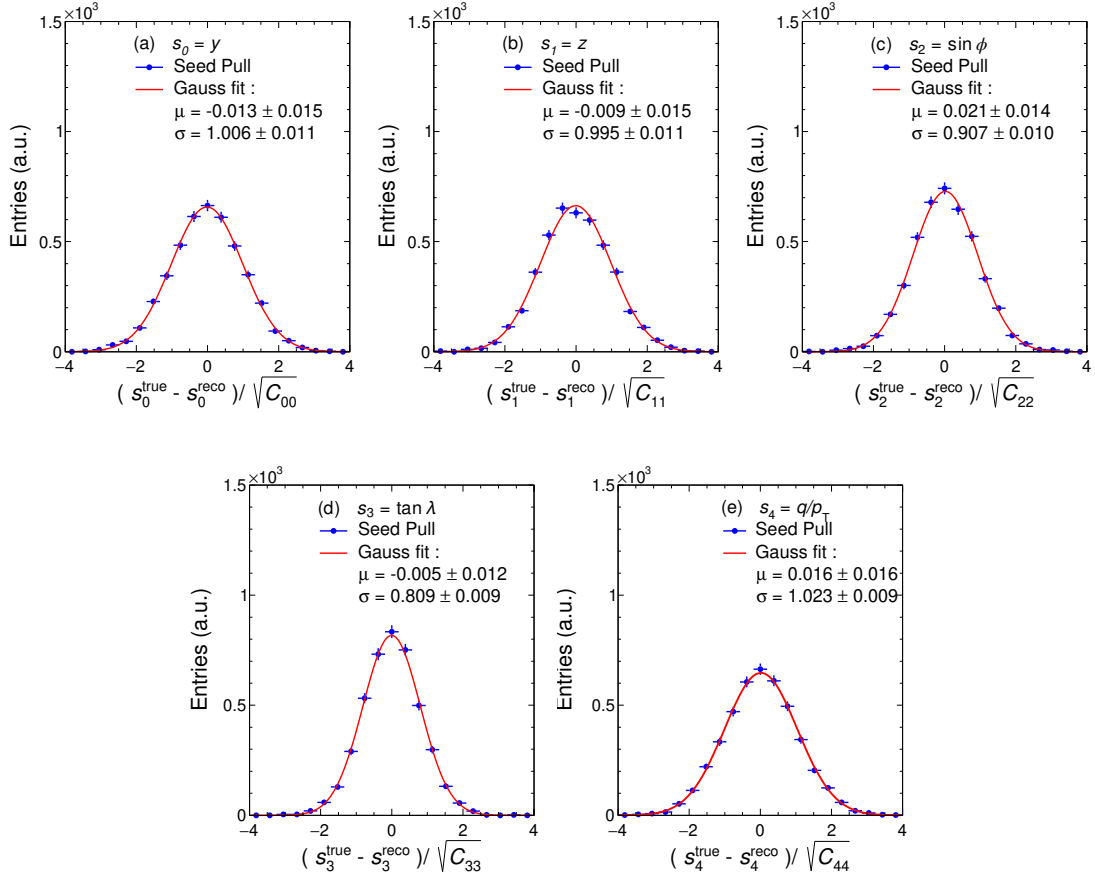 ×10³
(a) s₀ = y
Seed Pull
Gauss fit :
μ = -0.013 ± 0.015
σ = 1.006 ± 0.011
Entries (a.u.)
1.5
1
0.5
0
−4 −2 0 2 4
( s₀^true - s₀^reco )/ √C₀₀
×10³
(b) s₁ = z
Seed Pull
Gauss fit :
μ = -0.009 ± 0.015
σ = 0.995 ± 0.011
Entries (a.u.)
1.5
1
0.5
0
−4 −2 0 2 4
( s₁^true - s₁^reco )/ √C₁₁
×10³
(c) s₂ = sin ϕ
Seed Pull
Gauss fit :
μ = 0.021 ± 0.014
σ = 0.907 ± 0.010
Entries (a.u.)
1.5
1
0.5
0
−4 −2 0 2 4
( s₂^true - s₂^reco )/ √C₂₂
×10³
(d) s₃ = tan λ
Seed Pull
Gauss fit :
μ = -0.005 ± 0.012
σ = 0.809 ± 0.009
Entries (a.u.)
1.5
1
0.5
0
−4 −2 0 2 4
( s₃^true - s₃^reco )/ √C₃₃
×10³
(e) s₄ = q/p_T
Seed Pull
Gauss fit :
μ = 0.016 ± 0.016
σ = 1.023 ± 0.009
Entries (a.u.)
1.5
1
0.5
0
−4 −2 0 2 4
( s₄^true - s₄^reco )/ √C₄₄